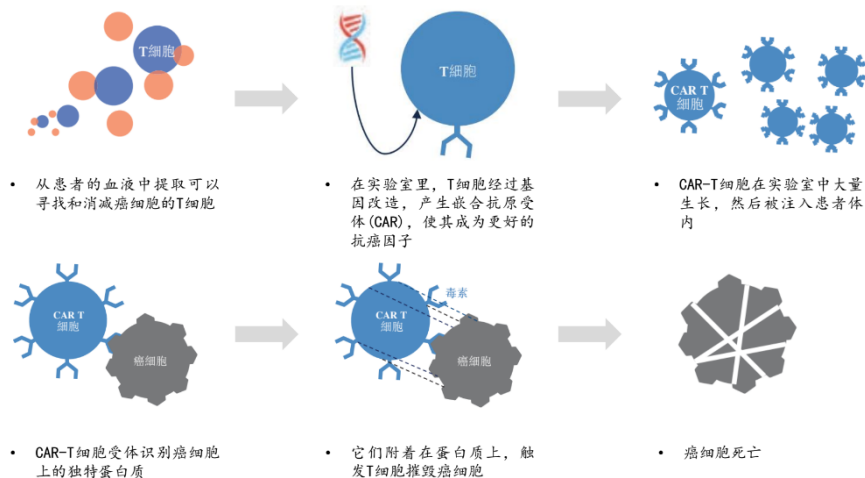 T细胞
T细胞
CAR T
细胞
• 从患者的血液中提取可以
寻找和消减癌细胞的T细胞
• 在实验室里，T细胞经过基
因改造，产生嵌合抗原受
体(CAR)，使其成为更好的
抗癌因子
• CAR-T细胞在实验室中大量
生长，然后被注入患者体
内
CAR T
细胞
癌细胞
毒素
CAR T
细胞
癌细胞
• CAR-T细胞受体识别癌细胞
上的独特蛋白质
• 它们附着在蛋白质上，触
发T细胞摧毁癌细胞
• 癌细胞死亡